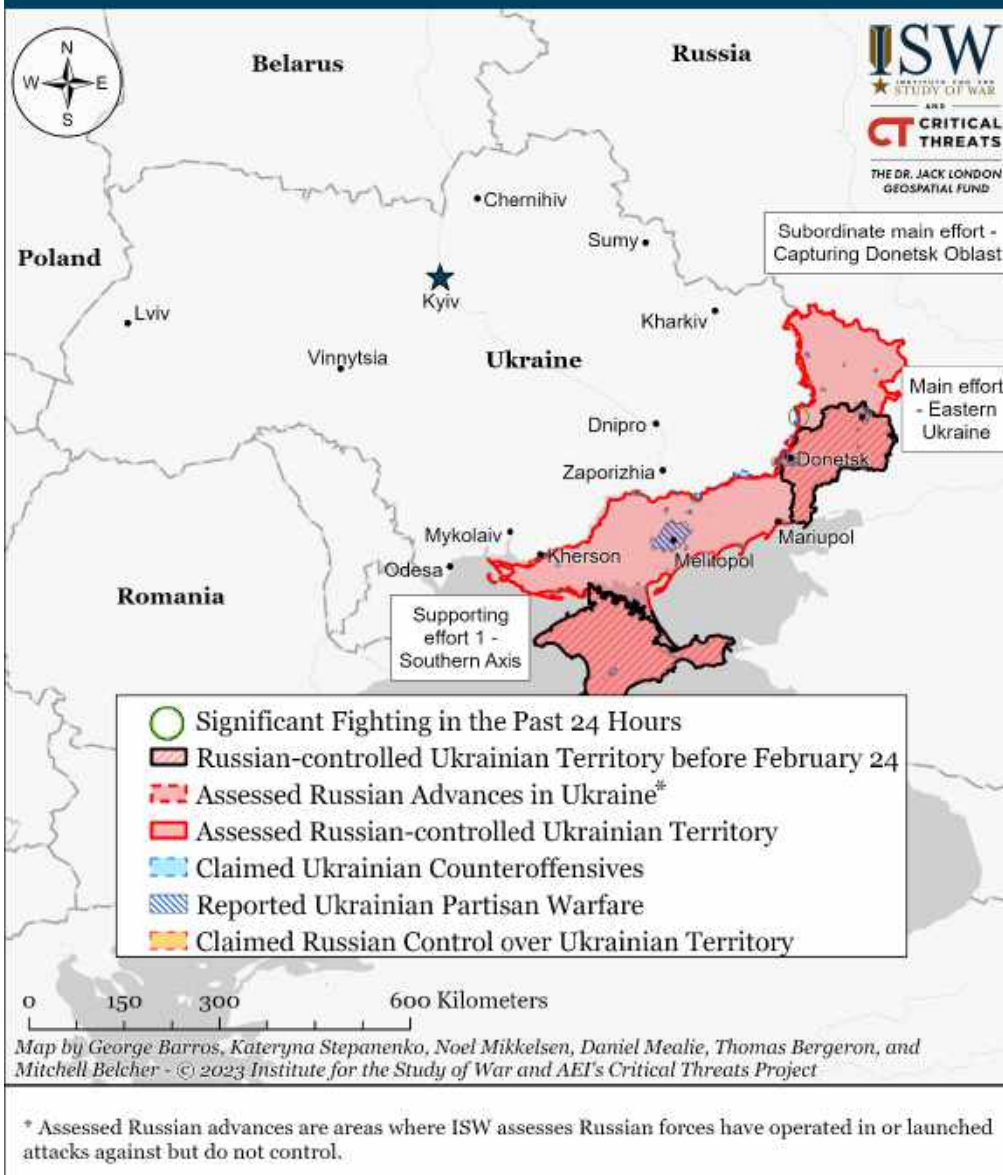 N
W E
S
Belarus
Russia
ISW
INSTITUTE FOR THE
STUDY OF WAR
AND
CT CRITICAL
THREATS
THE DR. JACK LONDON
GEOSPATIAL FUND
Chernihiv
Sumy
Subordinate main effort -
Capturing Donetsk Oblast
Poland
Kyiv
Lviv
Kharkiv
Vinnytsia
Ukraine
Main effort
- Eastern
Ukraine
Dnipro
Donetsk
Zaporizhia
Mykolaiv
Mariupol
Kherson
Melitopol
Odesa
Romania
Supporting
effort 1 -
Southern Axis
Significant Fighting in the Past 24 Hours
Russian-controlled Ukrainian Territory before February 24
Assessed Russian Advances in Ukraine*
Assessed Russian-controlled Ukrainian Territory
Claimed Ukrainian Counteroffensives
Reported Ukrainian Partisan Warfare
Claimed Russian Control over Ukrainian Territory
0 150 300 600 Kilometers
Map by George Barros, Kateryna Stepanenko, Noel Mikkelsen, Daniel Mealie, Thomas Bergeron, and
Mitchell Belcher - © 2023 Institute for the Study of War and AEI's Critical Threats Project
* Assessed Russian advances are areas where ISW assesses Russian forces have operated in or launched
attacks against but do not control.